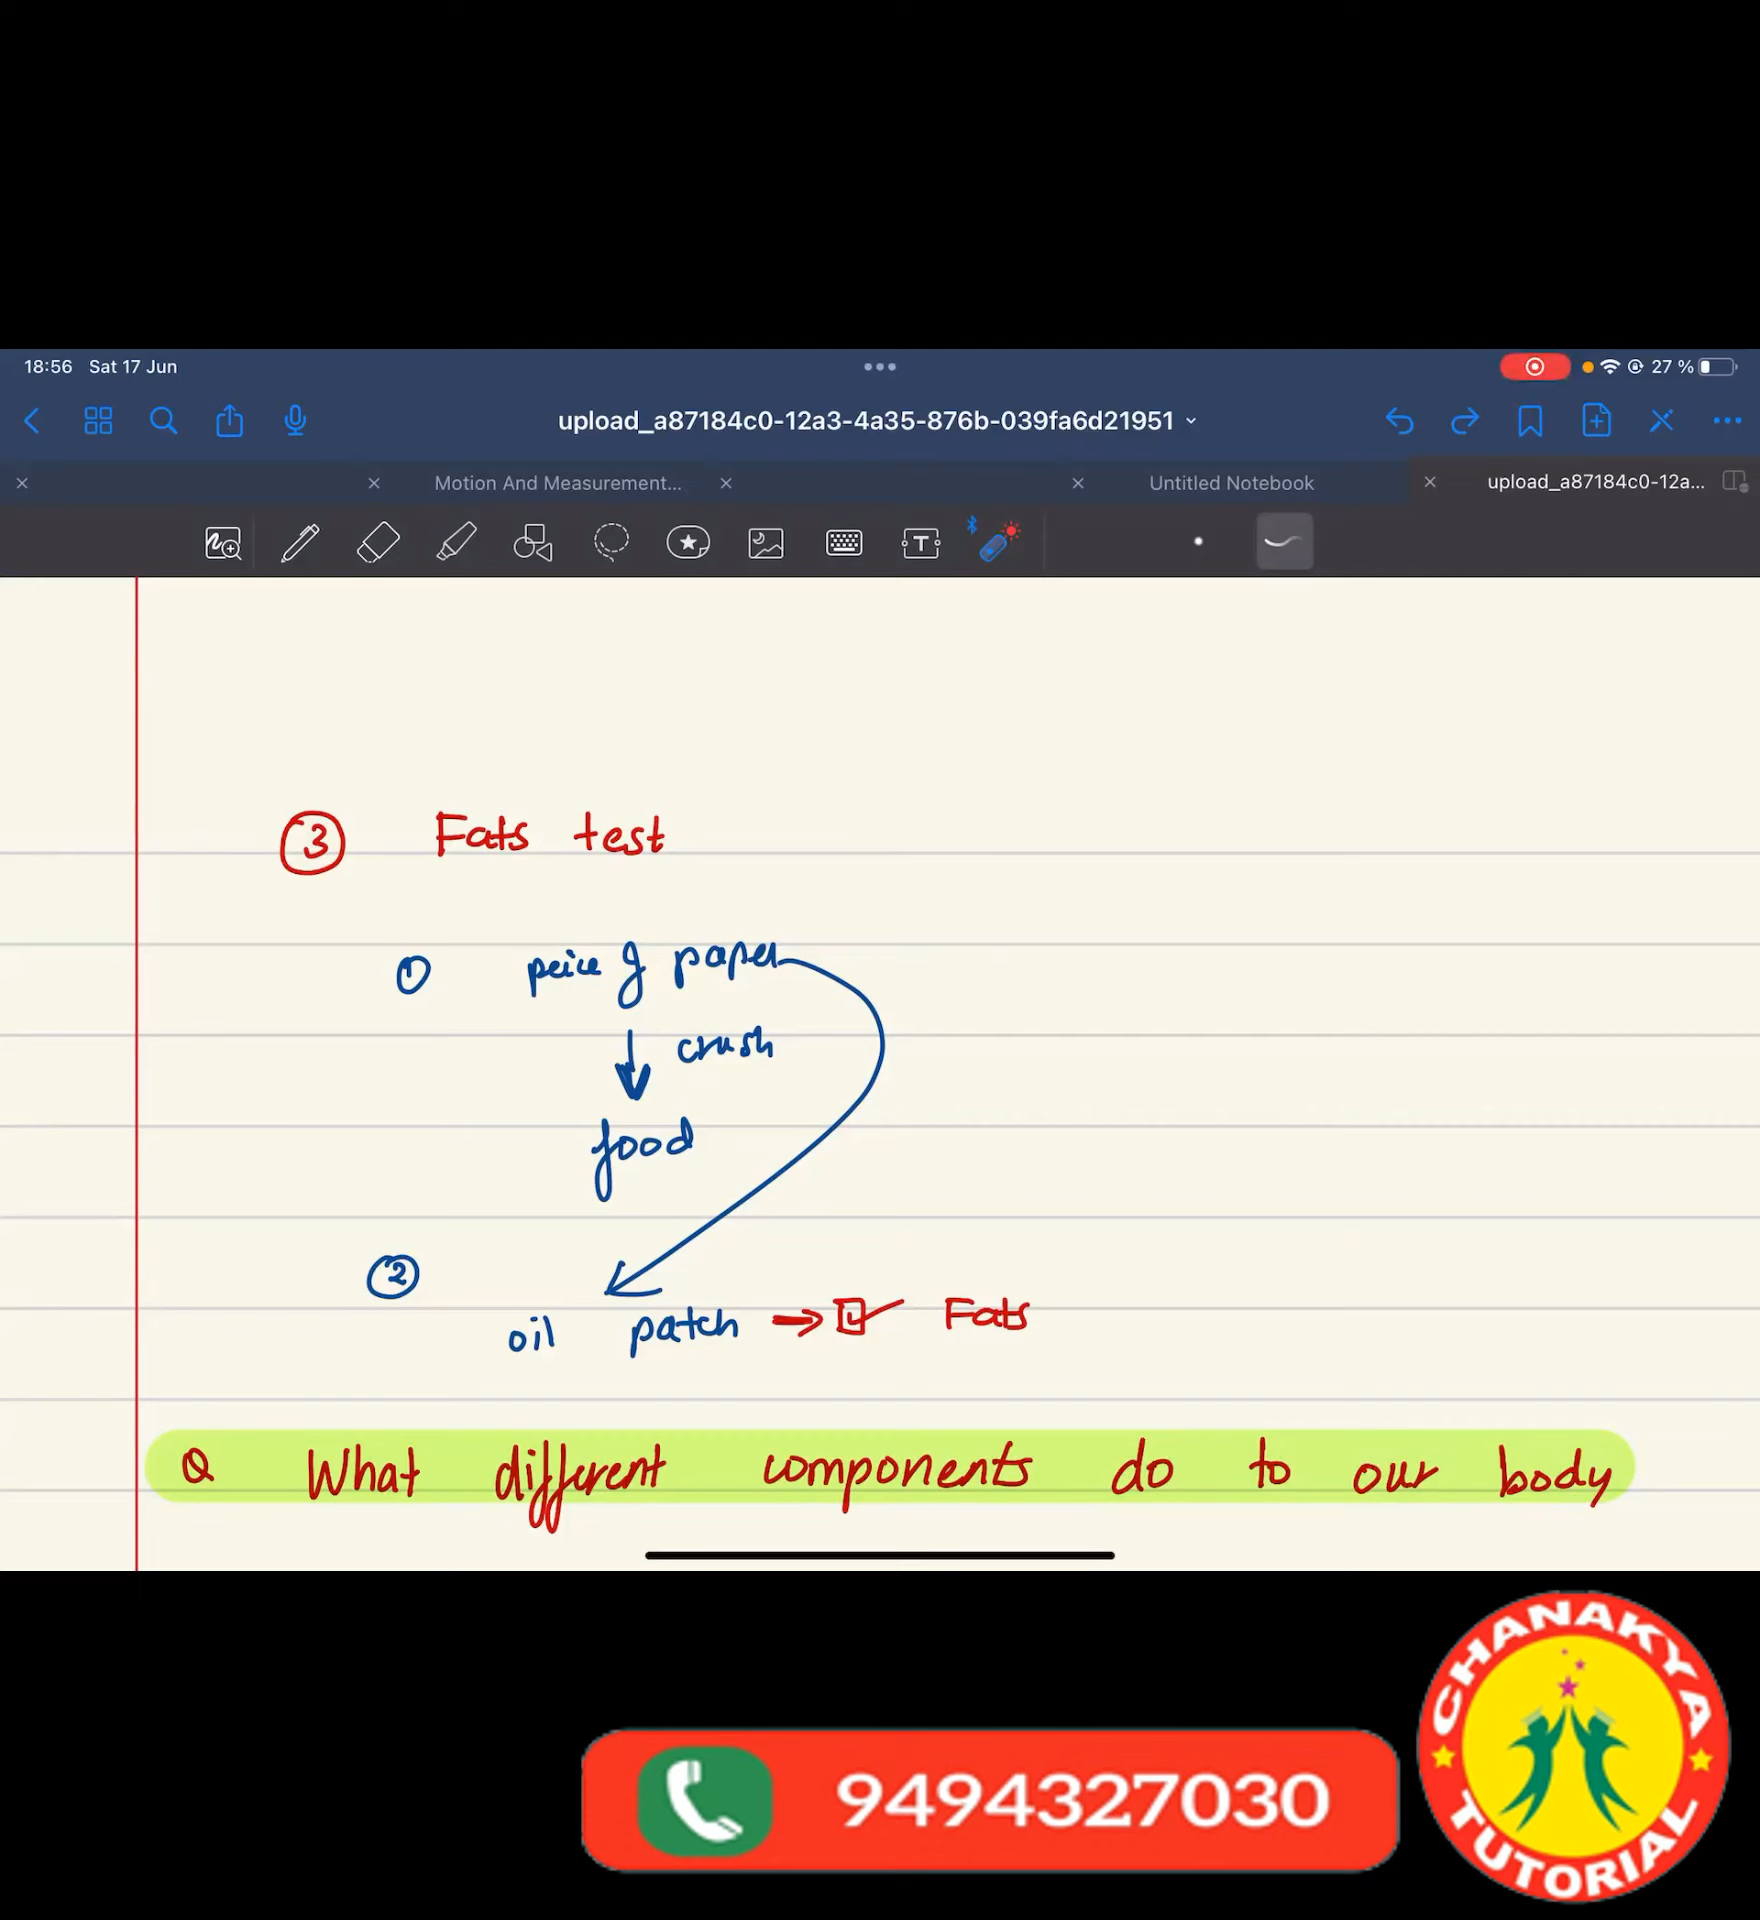 18:56 Sat 17 Jun
27 %
upload_a87184c0-12a3-4a35-876b-039fa6d21951
Motion And Measurement...
Untitled Notebook
upload_a87184c0-12a...
T
3 Fats test
1 peice of paper
crush
food
2
oil patch → Fats
Q What different components do to our body
9494327030
CHANAKYA
TUTORIAL